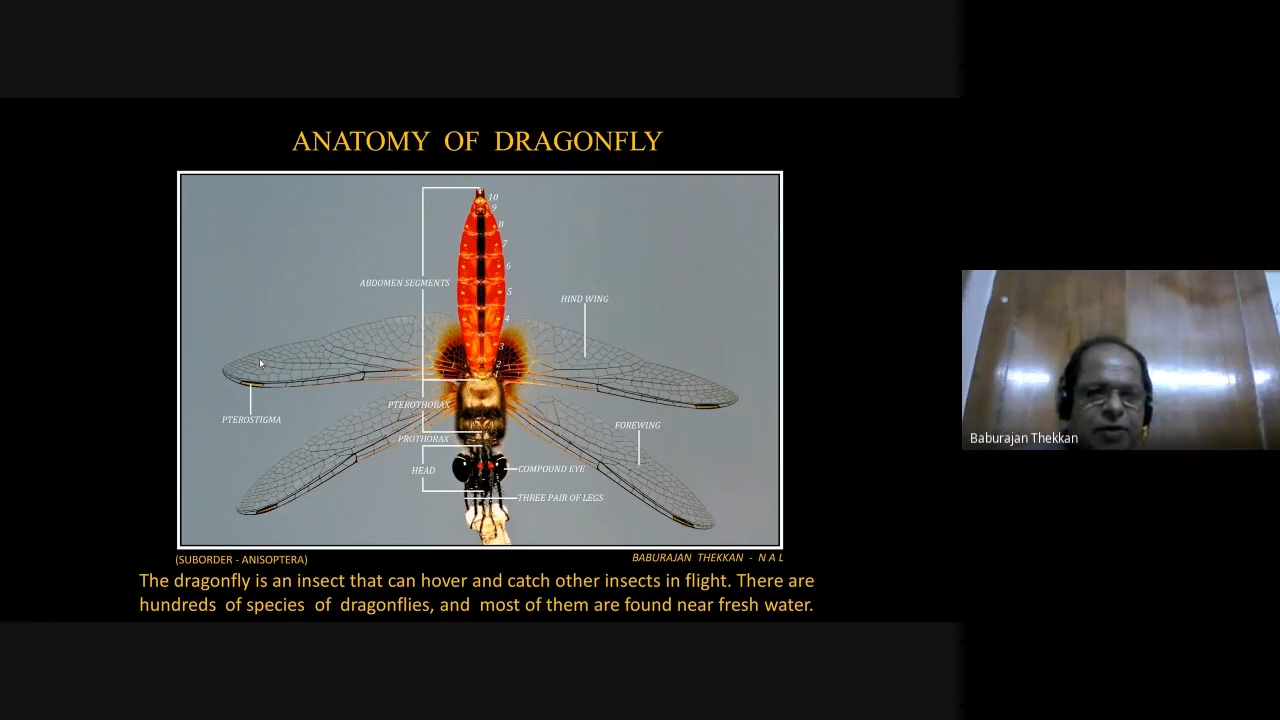 ANATOMY OF DRAGONFLY
10
9
8
7
6
ABDOMEN SEGMENTS
5
HIND WING
4
3
2
1
PTEROTHORAX
PTEROSTIGMA
FOREWING
PROTHORAX
HEAD
COMPOUND EYE
THREE PAIR OF LEGS
(SUBORDER - ANISOPTERA)
BABURAJAN THEKKAN - N A L
The dragonfly is an insect that can hover and catch other insects in flight. There are
hundreds of species of dragonflies, and most of them are found near fresh water.
Baburajan Thekkan